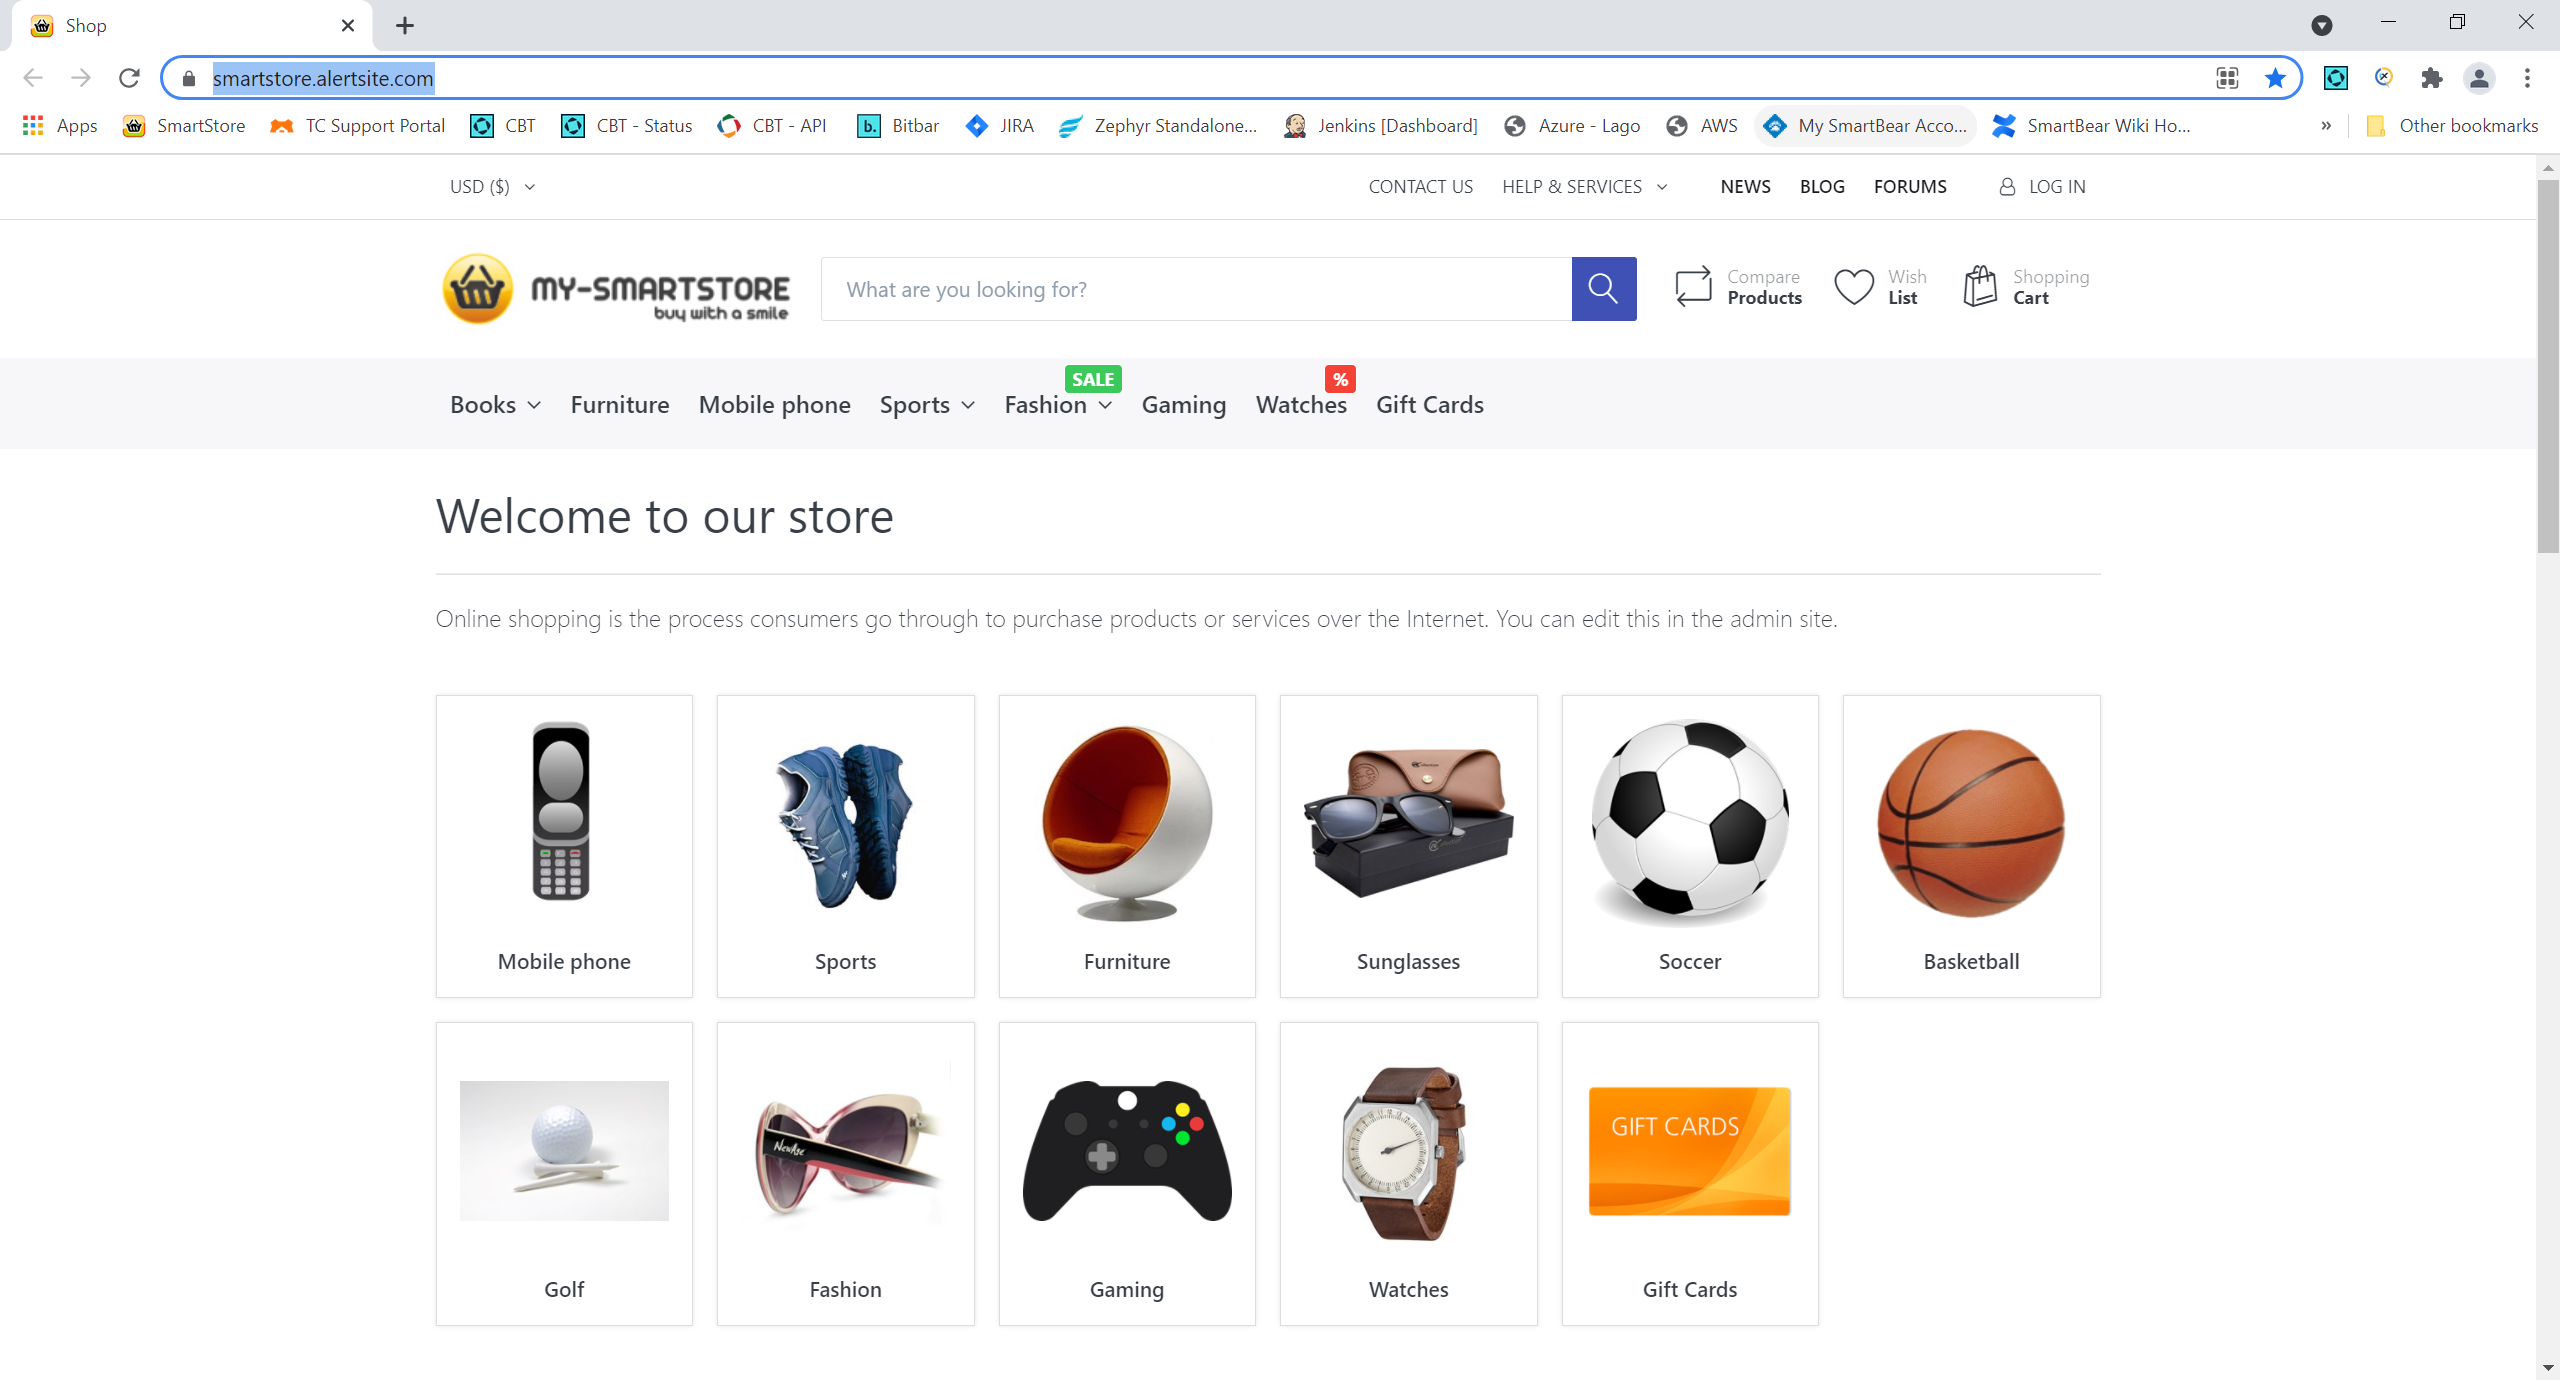 Shop
smartstore.alertsite.com
Apps SmartStore TC Support Portal CBT CBT - Status CBT - API Bitbar JIRA Zephyr Standalone... Jenkins [Dashboard] Azure - Lago AWS My SmartBear Acco... SmartBear Wiki Ho... » Other bookmarks
USD ($) CONTACT US HELP & SERVICES NEWS BLOG FORUMS LOG IN
MY-SMARTSTORE
buy with a smile
What are you looking for?
Compare
Products
Wish
List
Shopping
Cart
SALE %
Books Furniture Mobile phone Sports Fashion Gaming Watches Gift Cards
Welcome to our store
Online shopping is the process consumers go through to purchase products or services over the Internet. You can edit this in the admin site.
Mobile phone Sports Furniture Sunglasses Soccer Basketball
NewAge
GIFT CARDS
Golf Fashion Gaming Watches Gift Cards